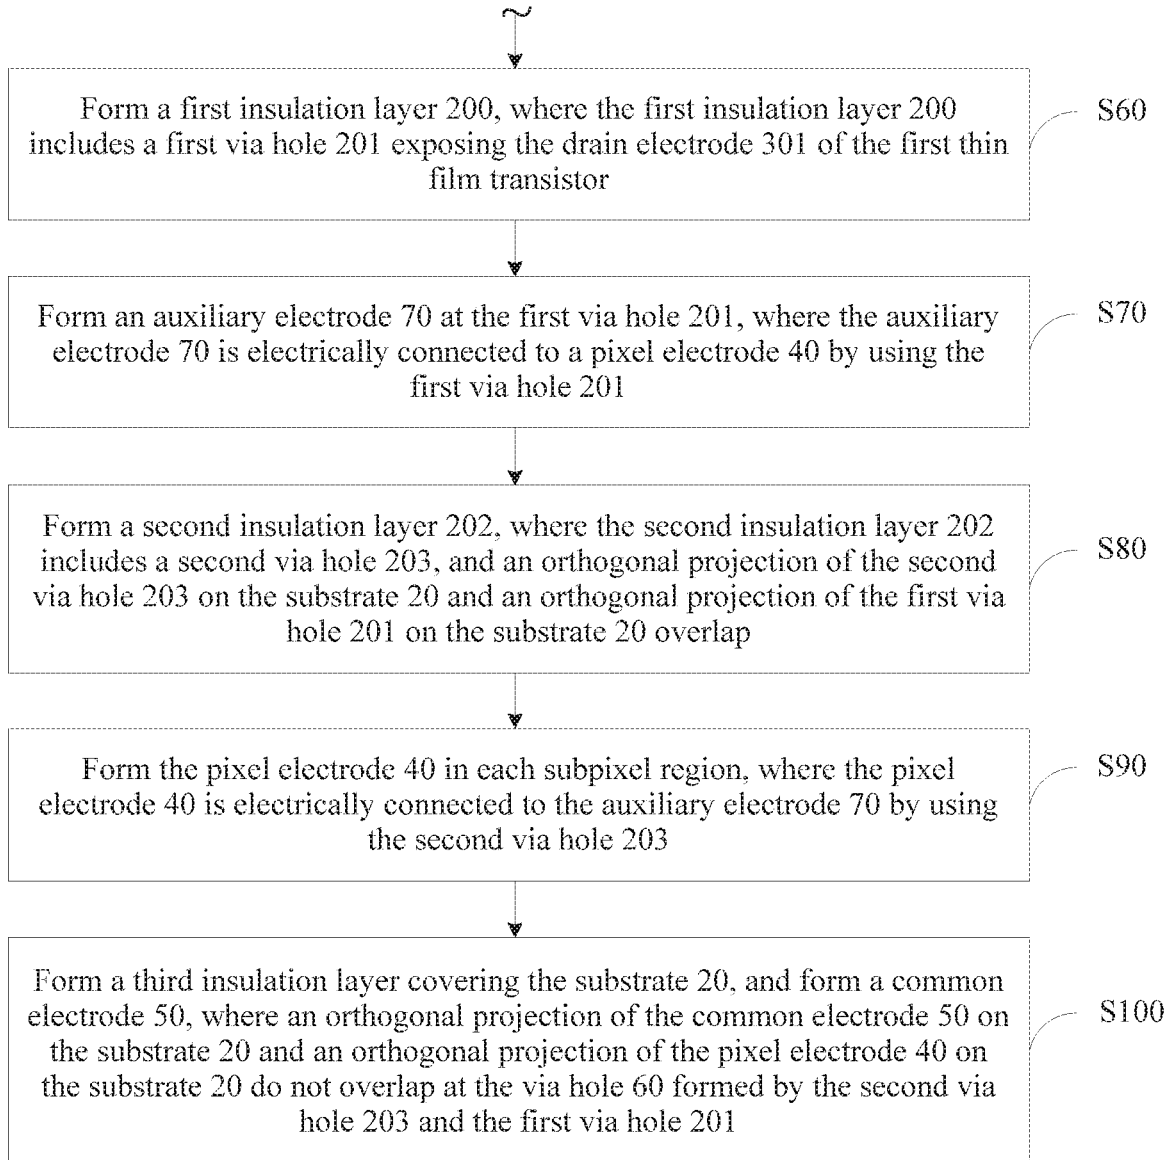 Form a first insulation layer 200, where the first insulation layer 200
includes a first via hole 201 exposing the drain electrode 301 of the first thin
film transistor
S60
Form an auxiliary electrode 70 at the first via hole 201, where the auxiliary
electrode 70 is electrically connected to a pixel electrode 40 by using the
first via hole 201
S70
Form a second insulation layer 202, where the second insulation layer 202
includes a second via hole 203, and an orthogonal projection of the second
via hole 203 on the substrate 20 and an orthogonal projection of the first via
hole 201 on the substrate 20 overlap
S80
Form the pixel electrode 40 in each subpixel region, where the pixel
electrode 40 is electrically connected to the auxiliary electrode 70 by using
the second via hole 203
S90
Form a third insulation layer covering the substrate 20, and form a common
electrode 50, where an orthogonal projection of the common electrode 50 on
the substrate 20 and an orthogonal projection of the pixel electrode 40 on
the substrate 20 do not overlap at the via hole 60 formed by the second via
hole 203 and the first via hole 201
S100